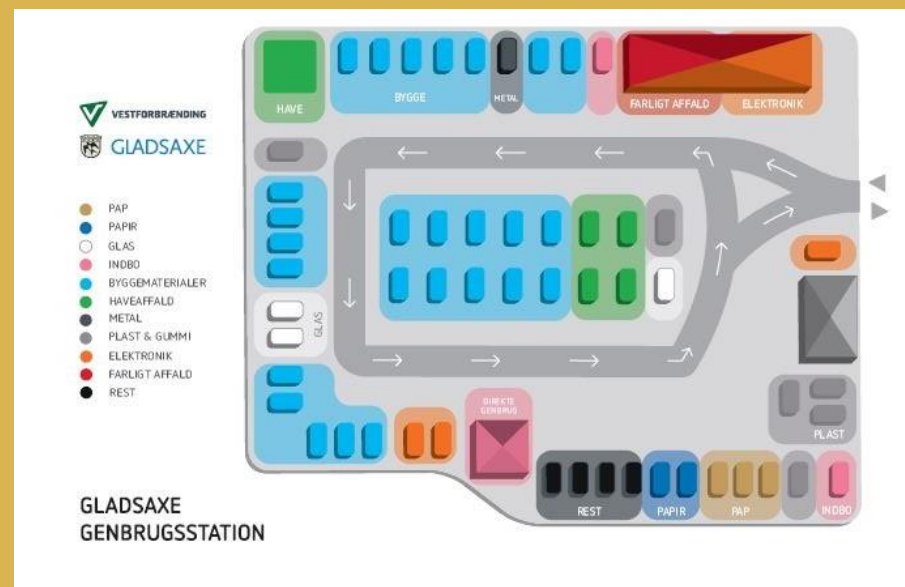 VESTFORBRÆNDING
GLADSAXE
PAP
PAPIR
GLAS
INDBO
BYGGEMATERIALER
HAVEAFFALD
METAL
PLAST & GUMMI
ELEKTRONIK
FARLIGT AFFALD
REST
GLADSAXE
GENBRUGSSTATION
HAVE
BYGGE
METAL
FARLIGT AFFALD
ELEKTRONIK
GLAS
DIREKTE
GENBRUG
PLAST
REST
PAPIR
PAP
INDBO